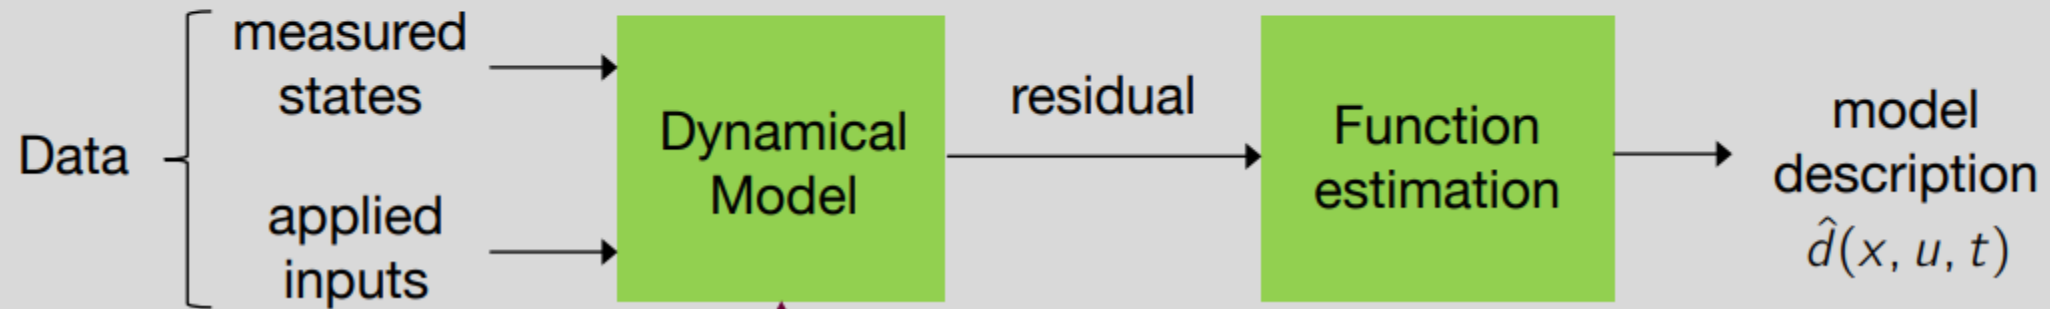 Data
measured
states
applied
inputs
Dynamical
Model
residual
Function
estimation
model
description
d̂(x, u, t)